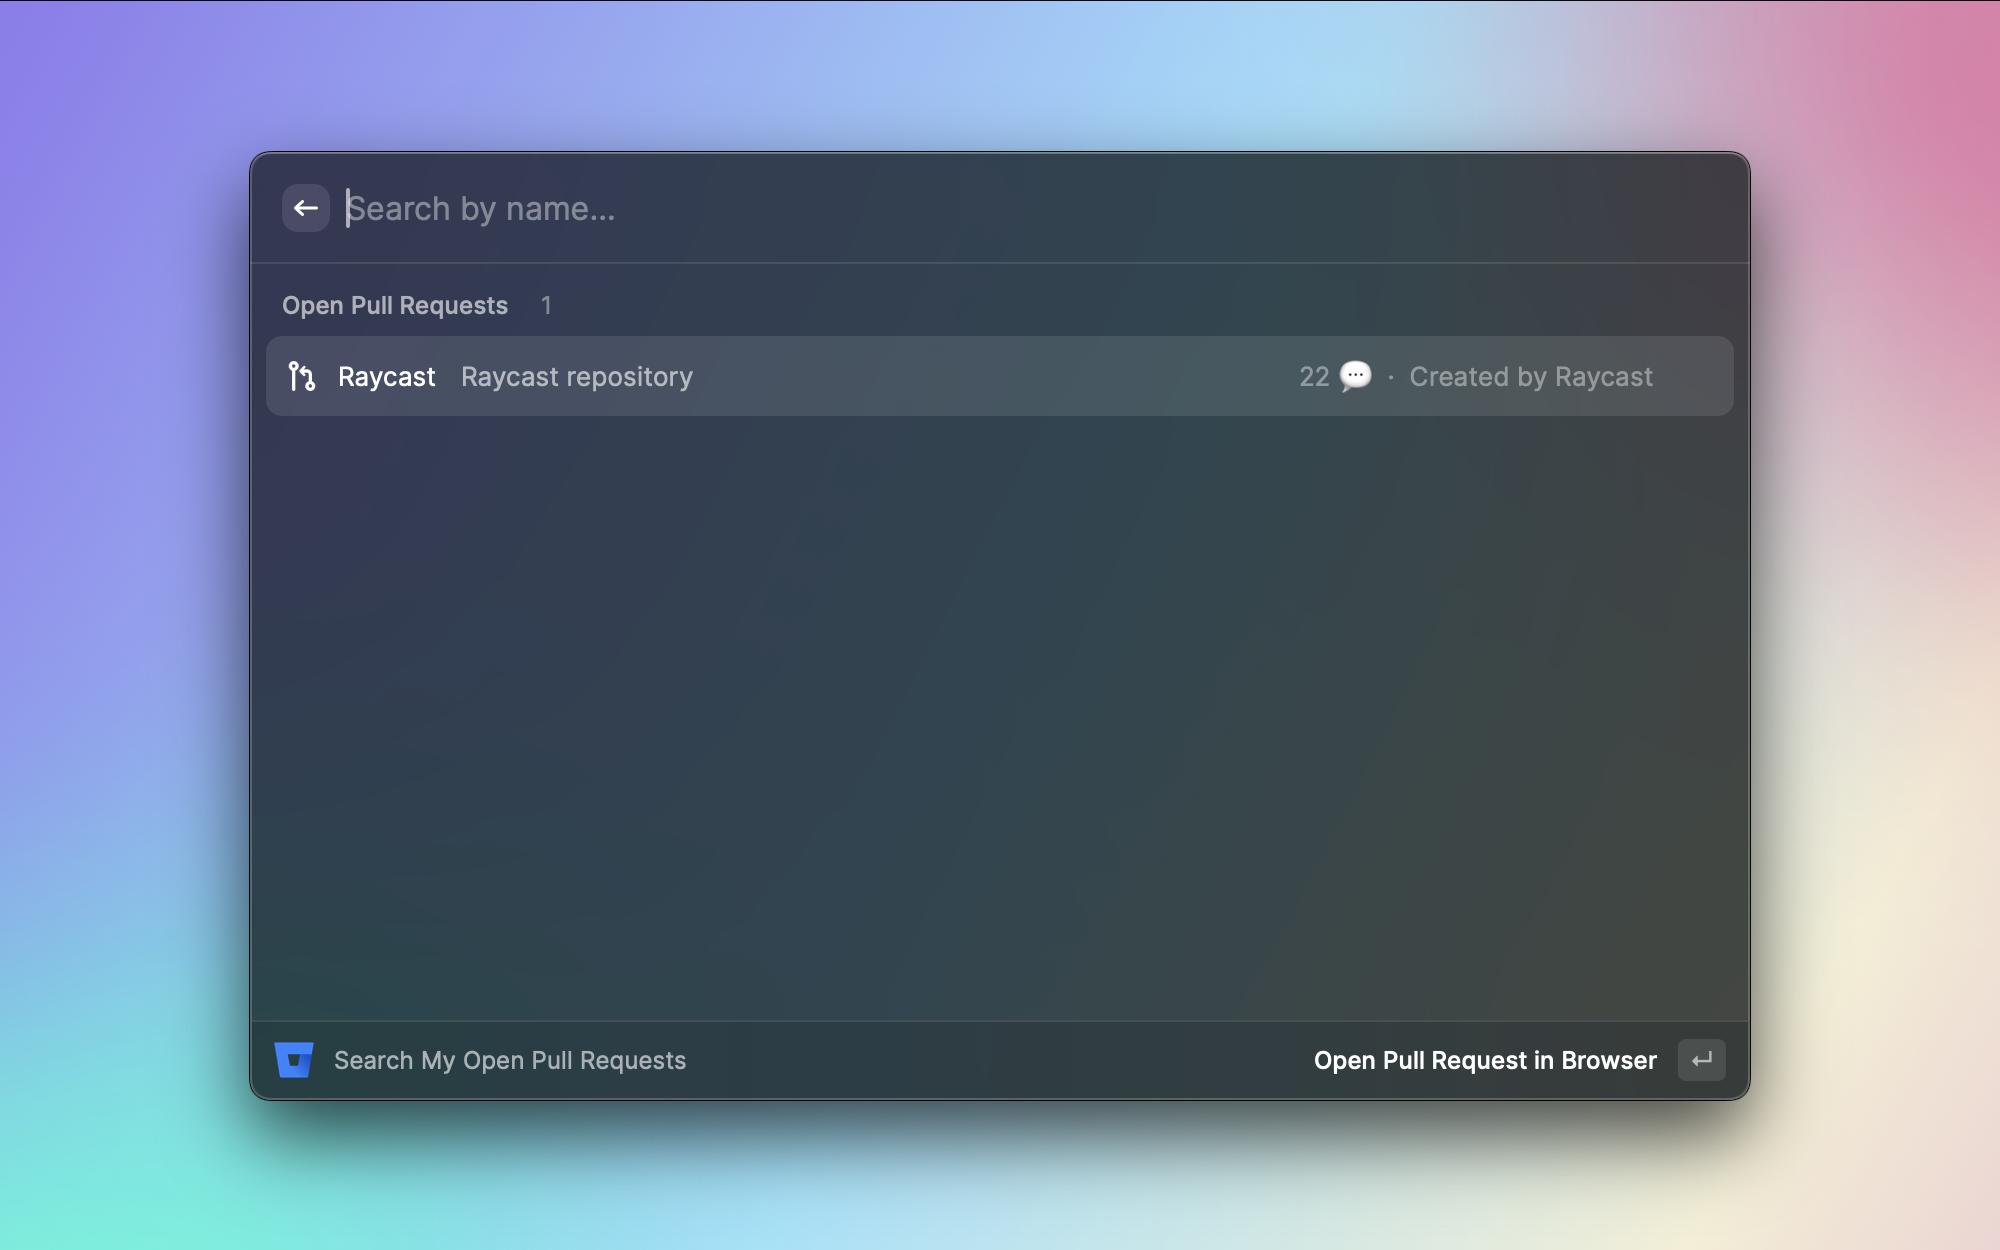 Search by name...
Open Pull Requests 1
Raycast Raycast repository 22 💬 · Created by Raycast
Search My Open Pull Requests Open Pull Request in Browser